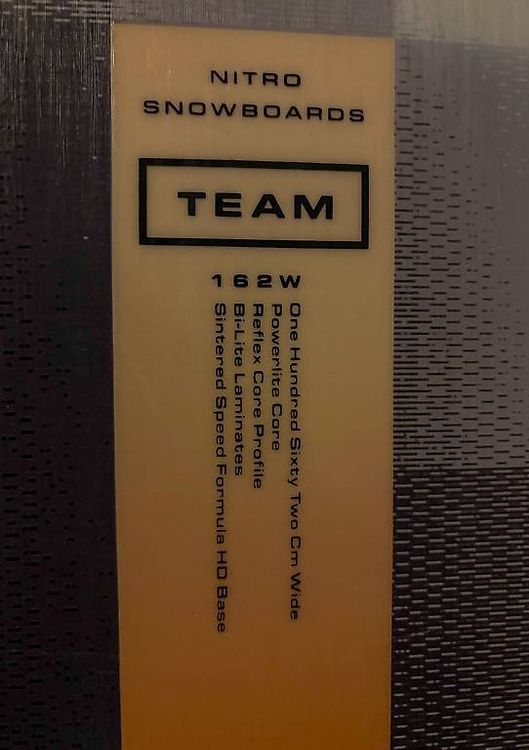 NITRO
SNOWBOARDS
TEAM
162W
One Hundred Sixty Two Cm Wide
Powerlite Core
Reflex Core Profile
Bi-Lite Laminates
Sintered Speed Formula HD Base